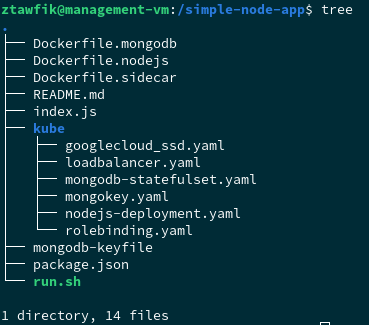 ztawfik@management-vm:/simple-node-app$ tree
.
├── Dockerfile.mongodb
├── Dockerfile.nodejs
├── Dockerfile.sidecar
├── README.md
├── index.js
├── kube
│   ├── googlecloud_ssd.yaml
│   ├── loadbalancer.yaml
│   ├── mongodb-statefulset.yaml
│   ├── mongokey.yaml
│   ├── nodejs-deployment.yaml
│   └── rolebinding.yaml
├── mongodb-keyfile
├── package.json
└── run.sh

1 directory, 14 files